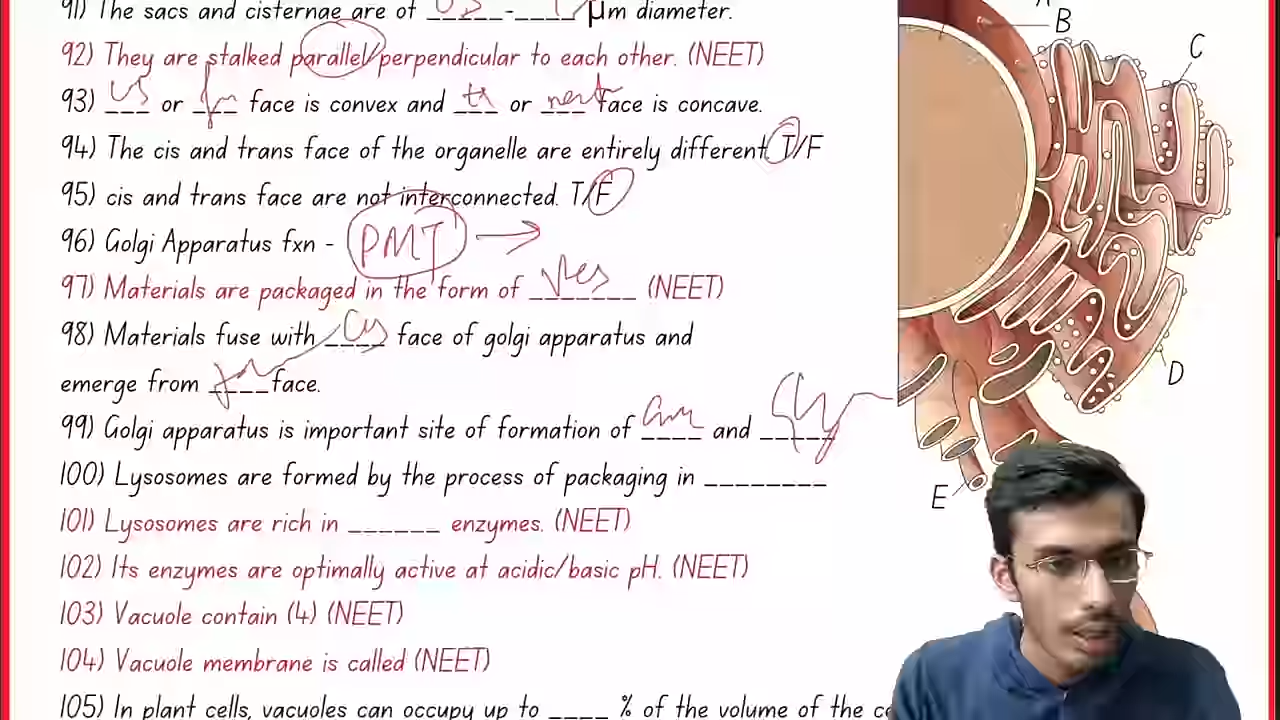 91) The sacs and cisternae are of _____-____ μm diameter.
92) They are stalked parallel/perpendicular to each other. (NEET)
93) ___ or ___ face is convex and ___ or ___ face is concave.
94) The cis and trans face of the organelle are entirely different. T/F
95) cis and trans face are not interconnected. T/F
96) Golgi Apparatus fxn - PMT →
97) Materials are packaged in the form of _______ (NEET)
98) Materials fuse with ____ face of golgi apparatus and
emerge from ____face.
99) Golgi apparatus is important site of formation of ____ and _____
100) Lysosomes are formed by the process of packaging in ________
101) Lysosomes are rich in ______ enzymes. (NEET)
102) Its enzymes are optimally active at acidic/basic pH. (NEET)
103) Vacuole contain (4) (NEET)
104) Vacuole membrane is called (NEET)
105) In plant cells, vacuoles can occupy up to ____ % of the volume of the
B
C
D
E